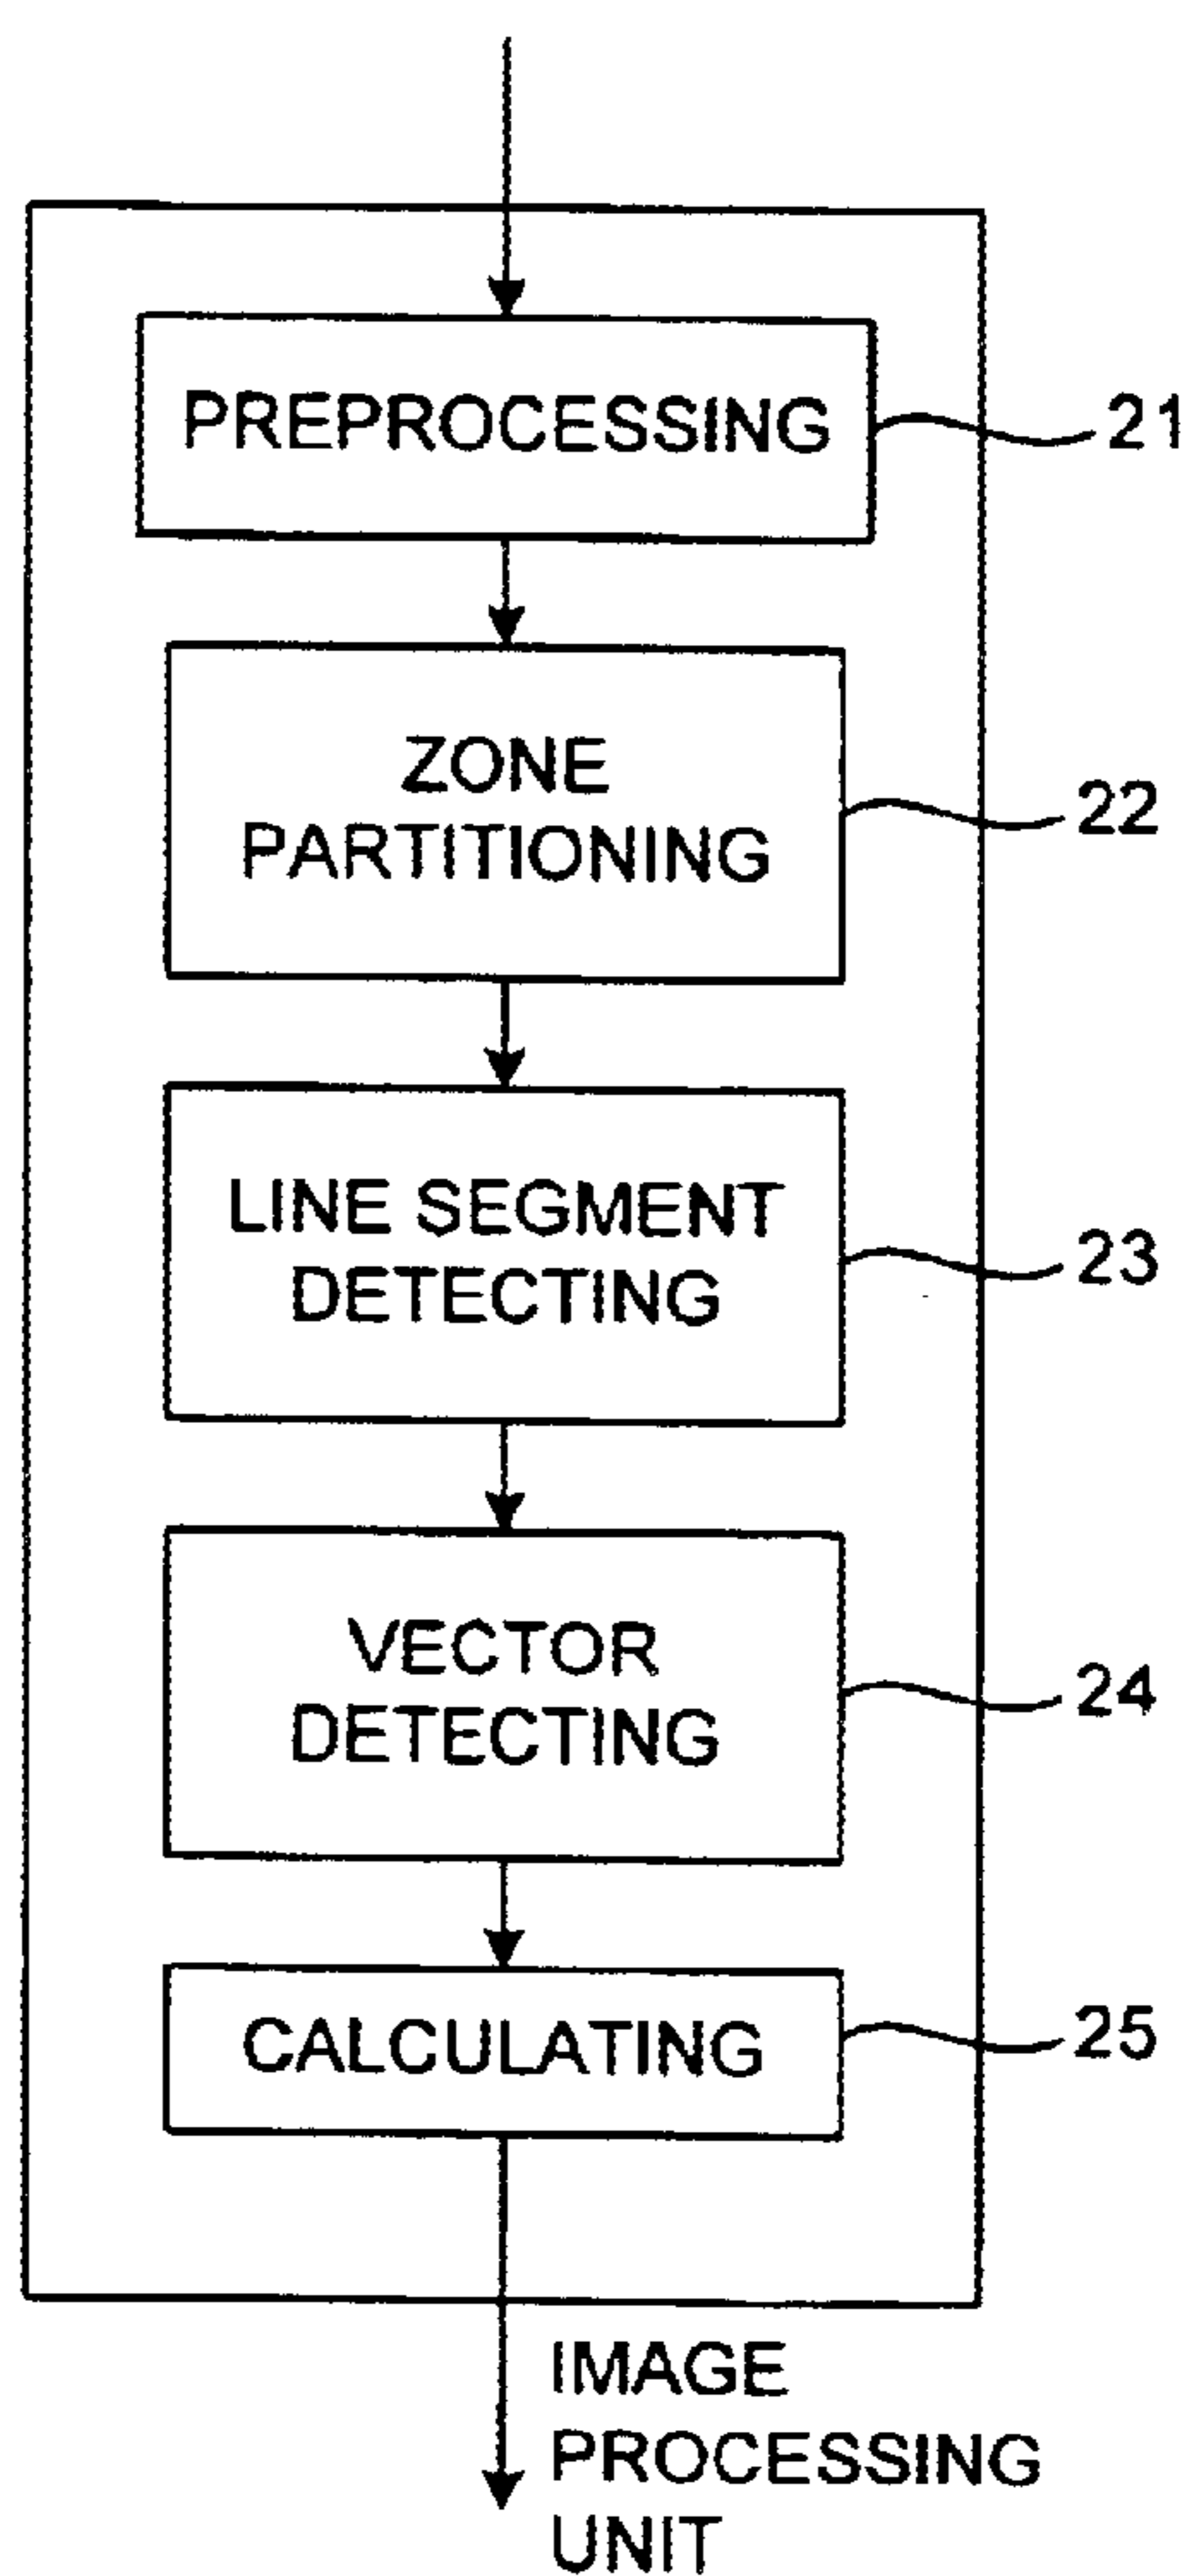 PREPROCESSING
21
ZONE
PARTITIONING
22
LINE SEGMENT
DETECTING
23
VECTOR
DETECTING
24
CALCULATING
25
IMAGE
PROCESSING
UNIT